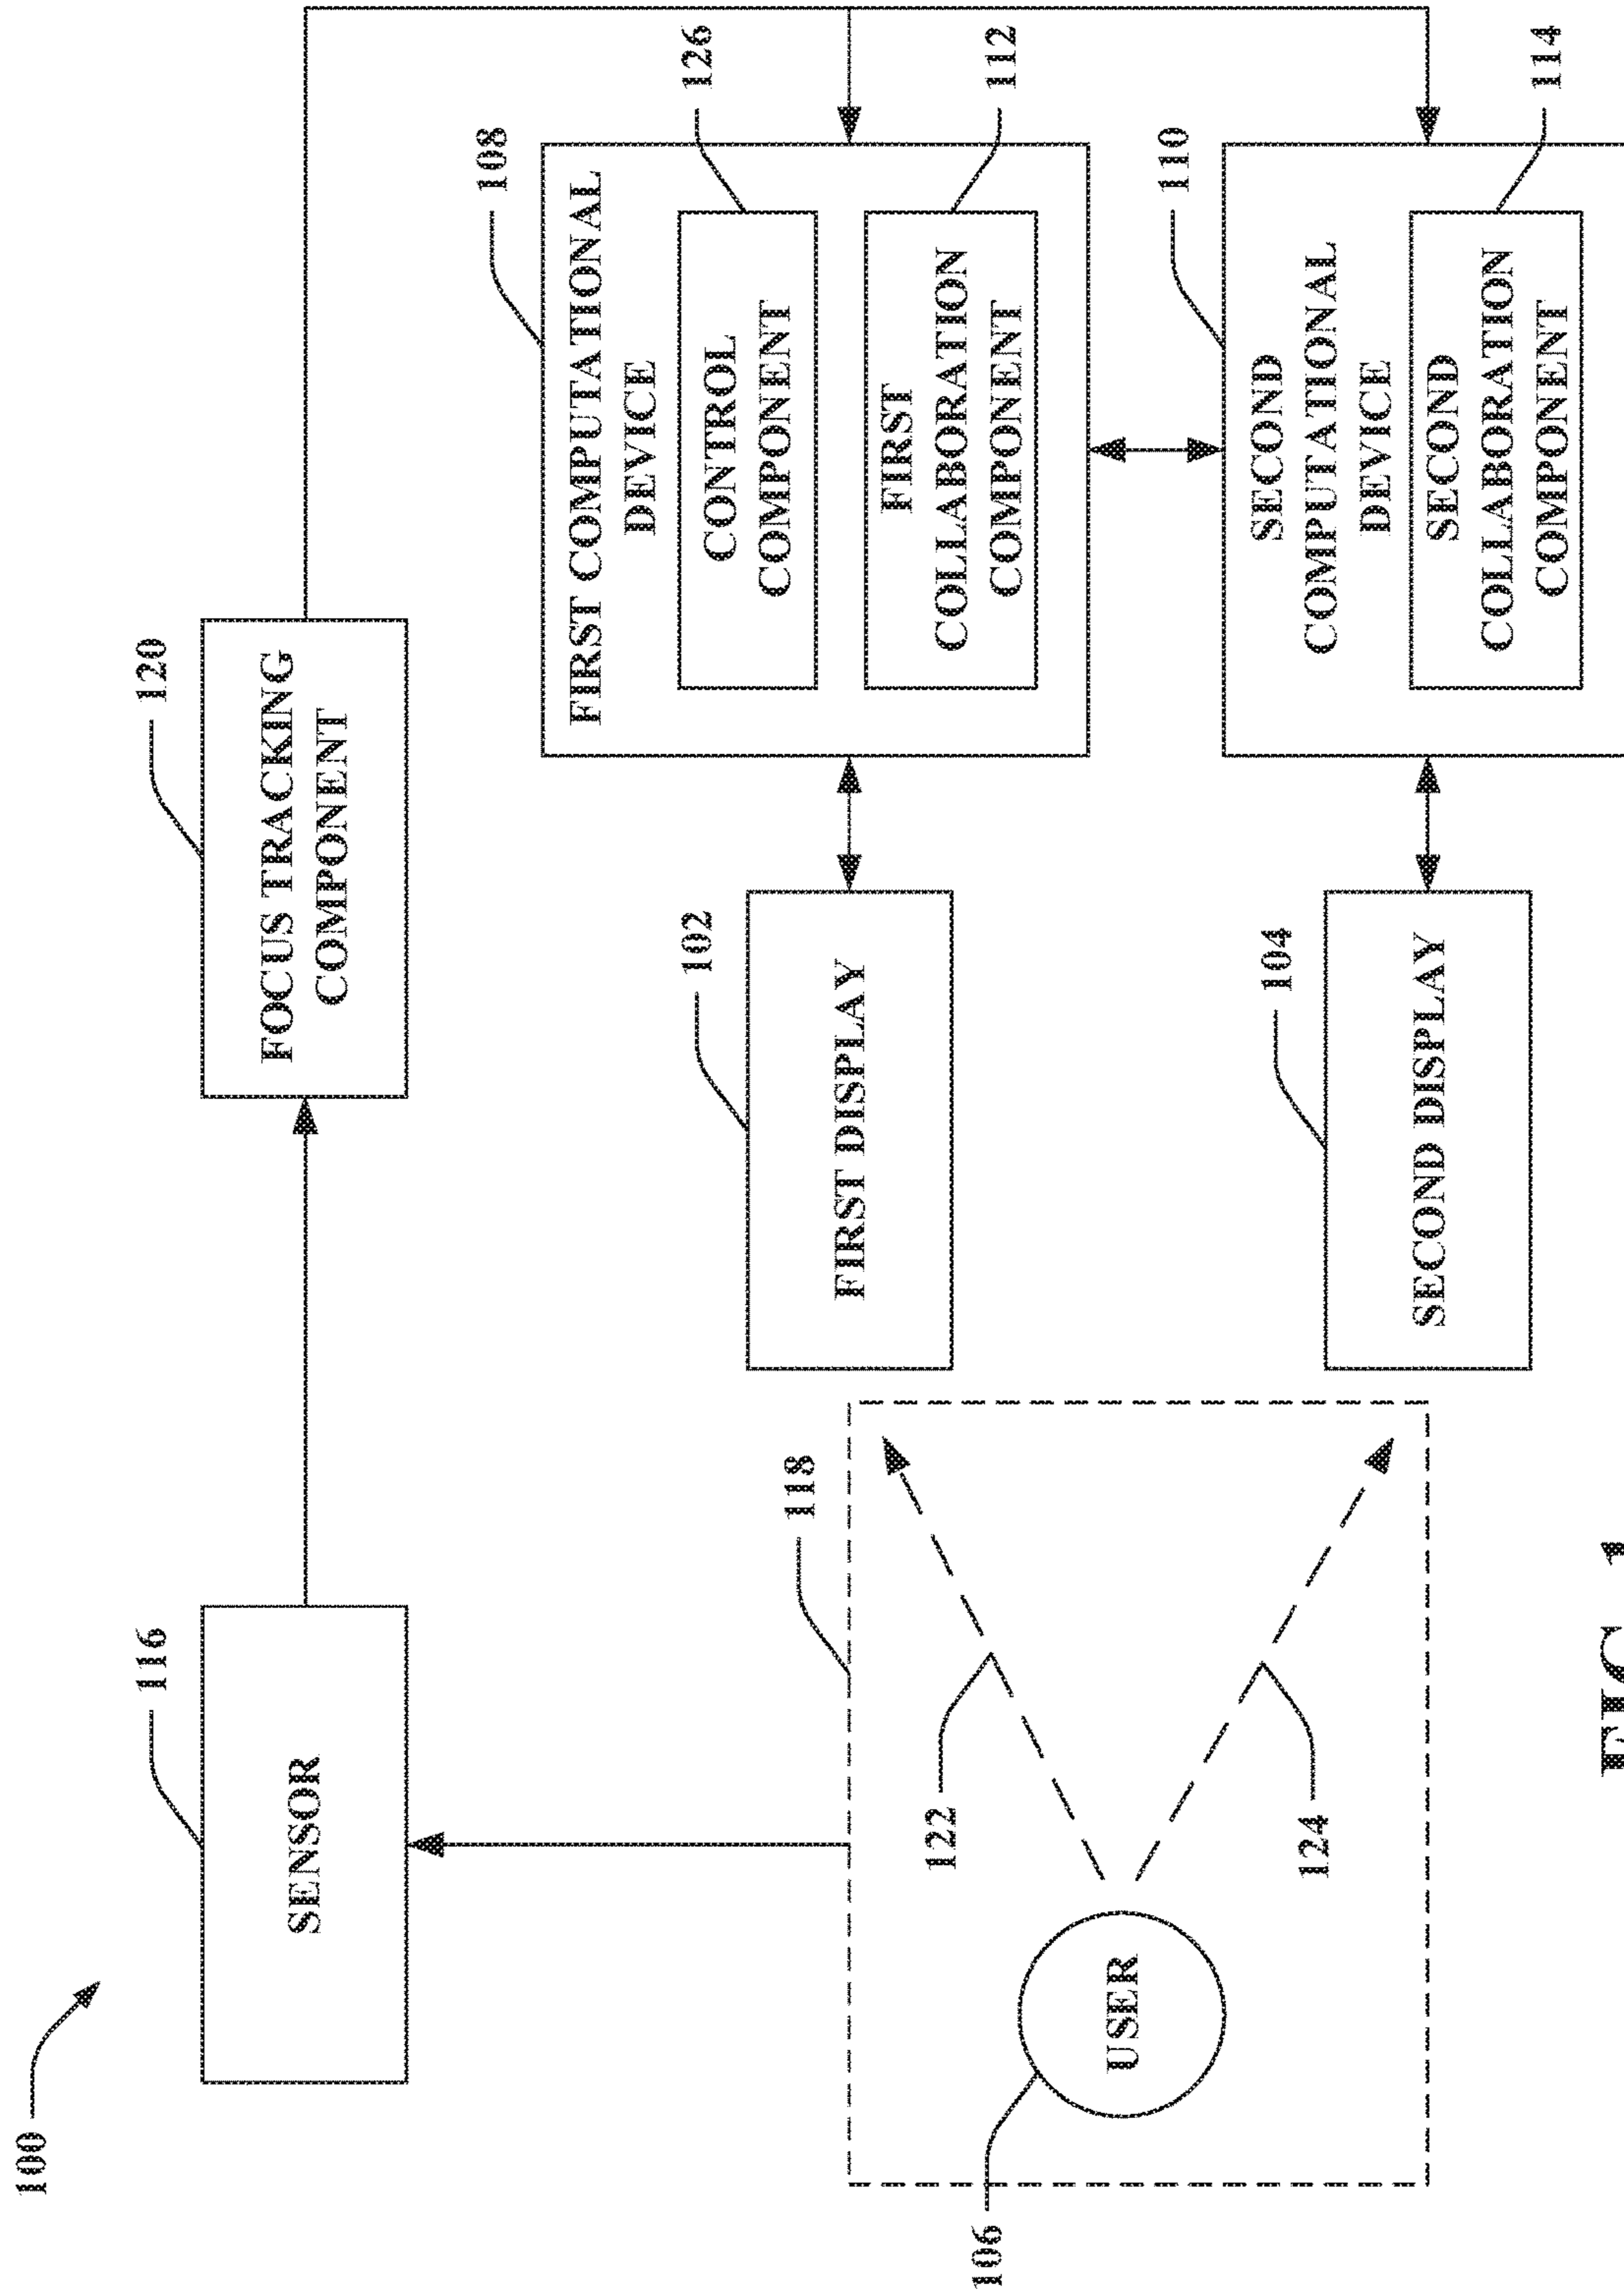 100
116
SENSOR
120
FOCUS TRACKING
COMPONENT
118
122
124
106
USER
102
FIRST DISPLAY
104
SECOND DISPLAY
108
FIRST COMPUTATIONAL
DEVICE
126
CONTROL
COMPONENT
112
FIRST
COLLABORATION
COMPONENT
110
SECOND
COMPUTATIONAL
DEVICE
114
SECOND
COLLABORATION
COMPONENT